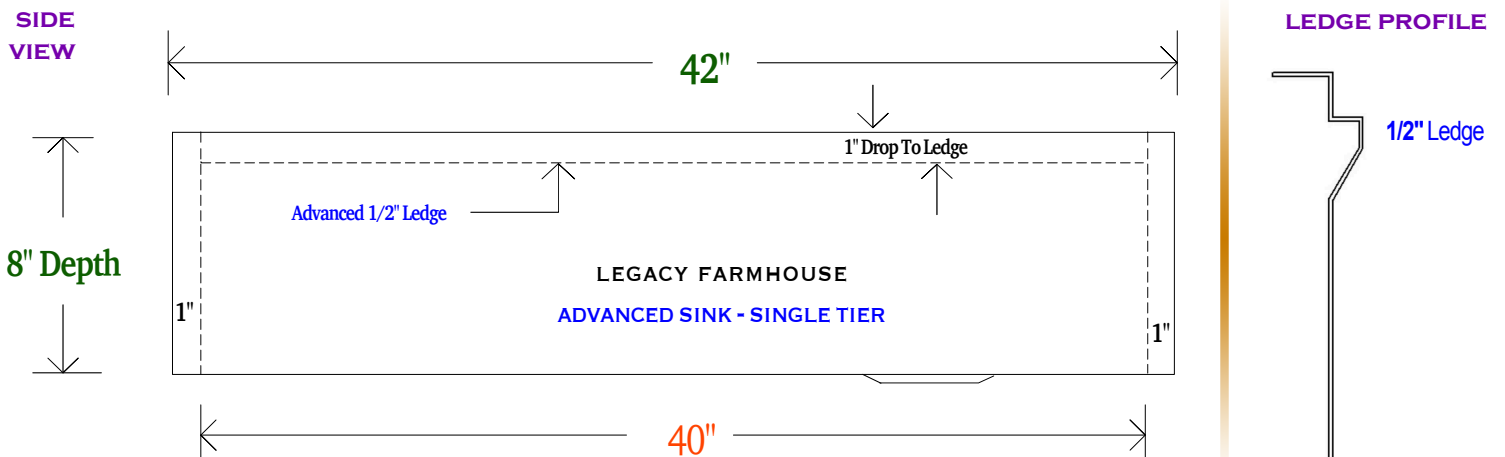 SIDE
VIEW
LEDGE PROFILE
42"
1/2" Ledge
1" Drop To Ledge
Advanced 1/2" Ledge
8" Depth
LEGACY FARMHOUSE
1"
ADVANCED SINK - SINGLE TIER
1"
40"